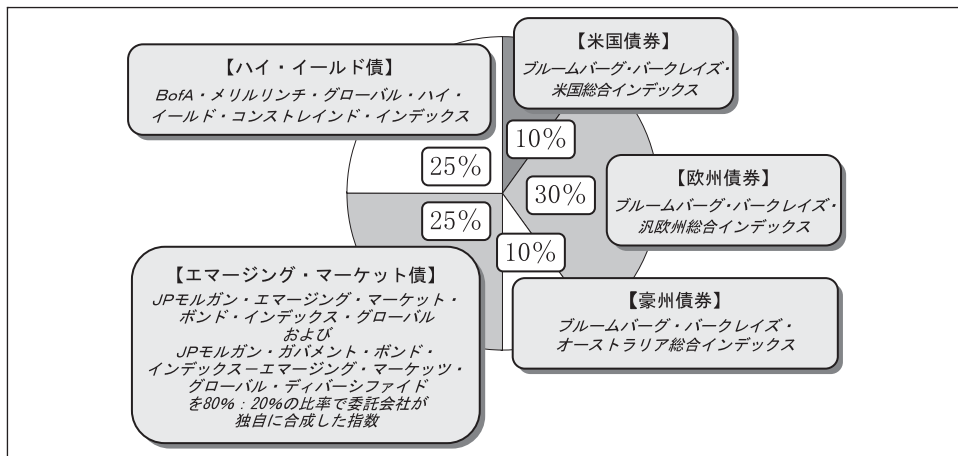 【ハイ・イールド債】
BofA・メリルリンチ・グローバル・ハイ・
イールド・コンストレインド・インデックス
25%
【米国債券】
ブルームバーグ・バークレイズ・
米国総合インデックス
10%
【欧州債券】
ブルームバーグ・バークレイズ・
汎欧州総合インデックス
30%
【豪州債券】
ブルームバーグ・バークレイズ・
オーストラリア総合インデックス
10%
25%
【エマージング・マーケット債】
JPモルガン・エマージング・マーケット・
ボンド・インデックス・グローバル
および
JPモルガン・ガバメント・ボンド・
インデックス－エマージング・マーケッツ・
グローバル・ディバーシファイド
を80%：20%の比率で委託会社が
独自に合成した指数